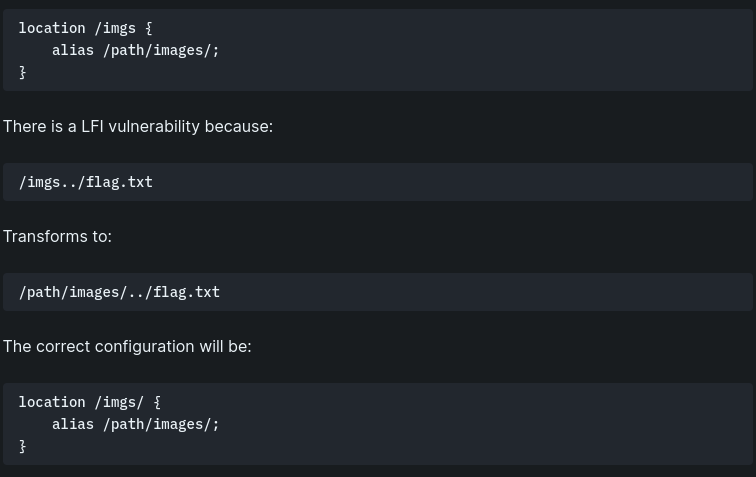 location /imgs {
    alias /path/images/;
}
There is a LFI vulnerability because:
/imgs../flag.txt
Transforms to:
/path/images/../flag.txt
The correct configuration will be:
location /imgs/ {
    alias /path/images/;
}